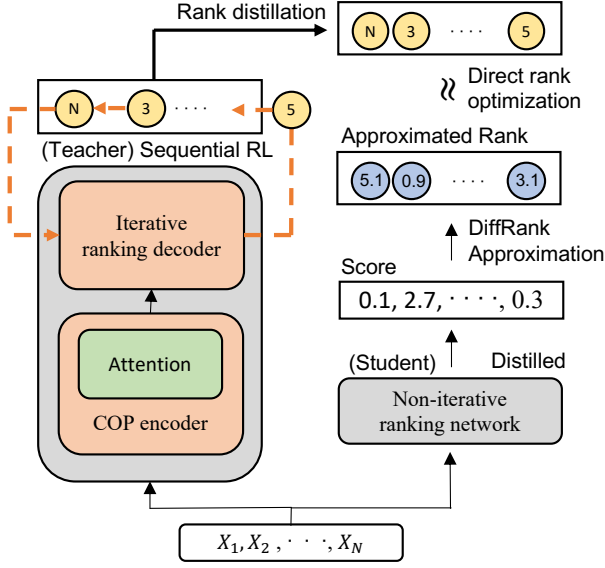 Rank distillation
N 3 · · · · 5
Direct rank
optimization
N 3 · · · · 5
(Teacher) Sequential RL
Approximated Rank
5.1 0.9 · · · · 3.1
DiffRank
Approximation
Iterative
ranking decoder
Score
0.1, 2.7, · · · ·, 0.3
Attention
COP encoder
(Student) Distilled
Non-iterative
ranking network
X₁, X₂ , · · ·, X_N